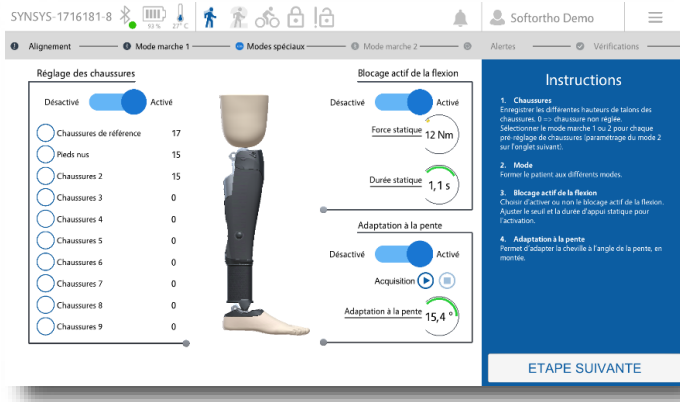 SYNSYS-1716181-8
93 %
27° C
Softortho Demo
Alignement
Mode marche 1
Modes spéciaux
Mode marche 2
Alertes
Vérifications
Réglage des chaussures
Désactivé
Activé
Chaussures de référence 17
Pieds nus 15
Chaussures 2 15
Chaussures 3 0
Chaussures 4 0
Chaussures 5 0
Chaussures 6 0
Chaussures 7 0
Chaussures 8 0
Chaussures 9 0
Blocage actif de la flexion
Désactivé
Activé
Force statique 12 Nm
Durée statique 1,1 s
Adaptation à la pente
Désactivé
Activé
Acquisition
Adaptation à la pente 15,4 °
Instructions
1. Chaussures
Enregistrer les différentes hauteurs de talons des
chaussures. 0 => chaussure non réglée.
Sélectionner le mode marche 1 ou 2 pour chaque
pré-réglage de chaussures (paramétrage du mode 2
sur l'onglet suivant).
2. Mode
Former le patient aux différents modes.
3. Blocage actif de la flexion
Choisir d'activer ou non le blocage actif de la flexion.
Ajuster le seuil et la durée d'appui statique pour
l'activation.
4. Adaptation à la pente
Permet d'adapter la cheville à l'angle de la pente, en
montée.
ETAPE SUIVANTE